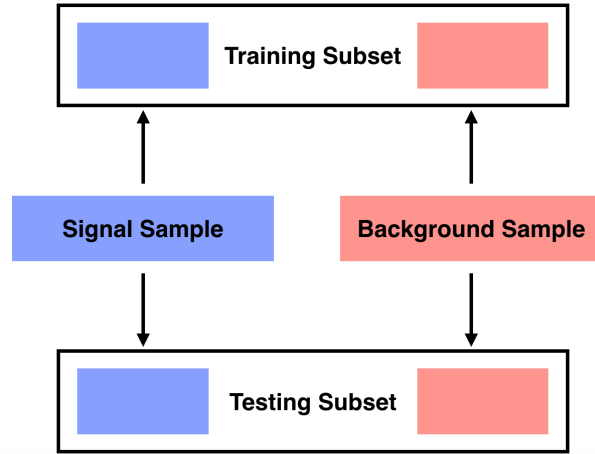 Training Subset
Signal Sample
Background Sample
Testing Subset